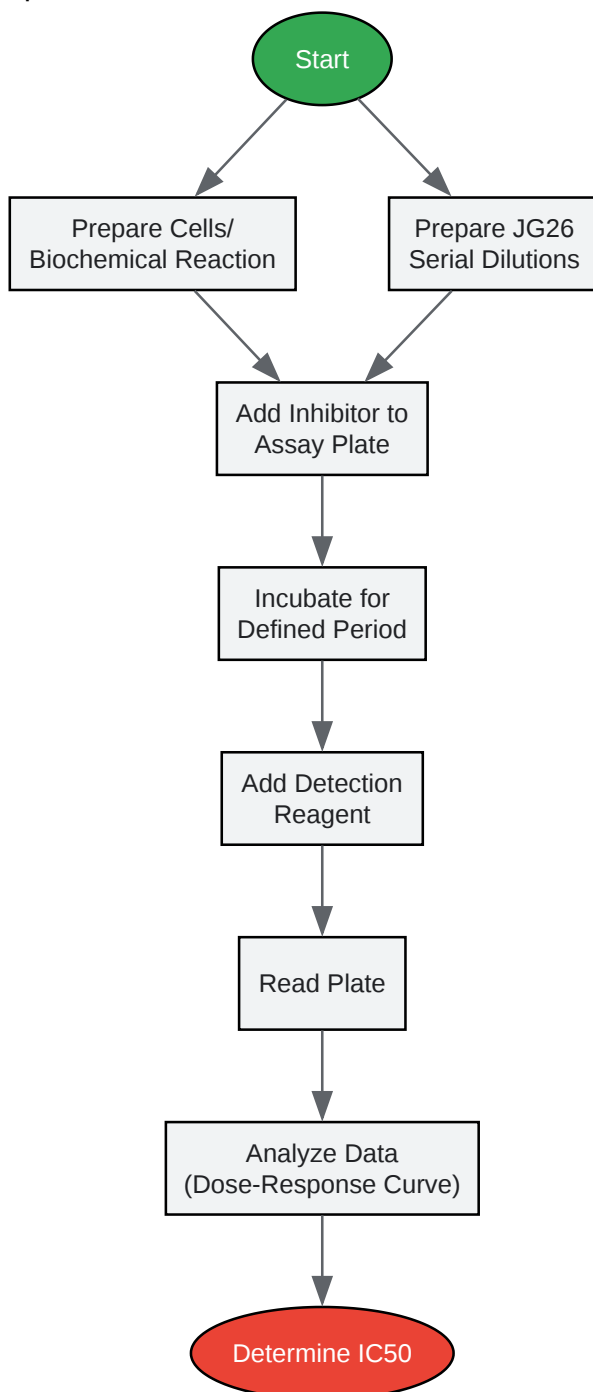 Start
Prepare Cells/
Biochemical Reaction
Prepare JG26
Serial Dilutions
Add Inhibitor to
Assay Plate
Incubate for
Defined Period
Add Detection
Reagent
Read Plate
Analyze Data
(Dose-Response Curve)
Determine IC50